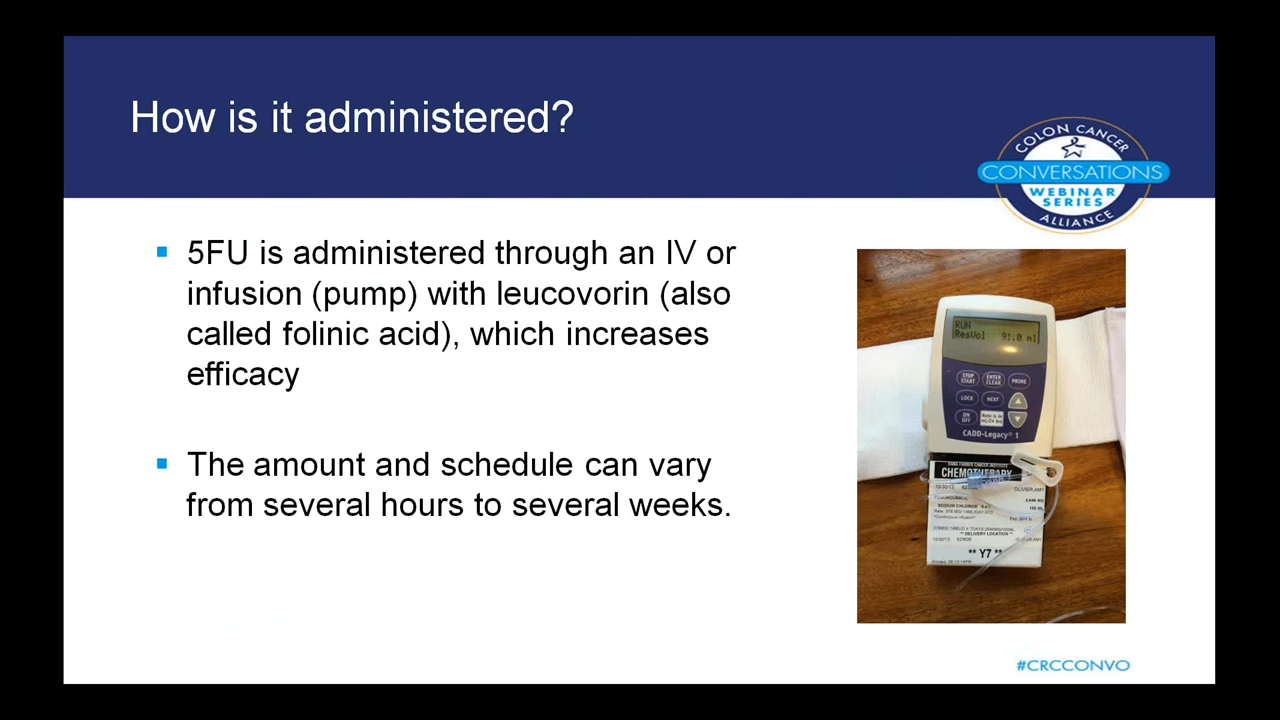 How is it administered?
COLON CANCER
CONVERSATIONS
WEBINAR
SERIES
ALLIANCE
5FU is administered through an IV or
infusion (pump) with leucovorin (also
called folinic acid), which increases
efficacy
The amount and schedule can vary
from several hours to several weeks.
RUN
ResVol 91.0 ml
STOP START
ENTER CLEAR
PRIME
LOCK
NEXT
ON OFF
CADD-Legacy® 1
CHEMOTHERAPY
** DELIVERY LOCATION **
** Y7 **
#CRCCONVO